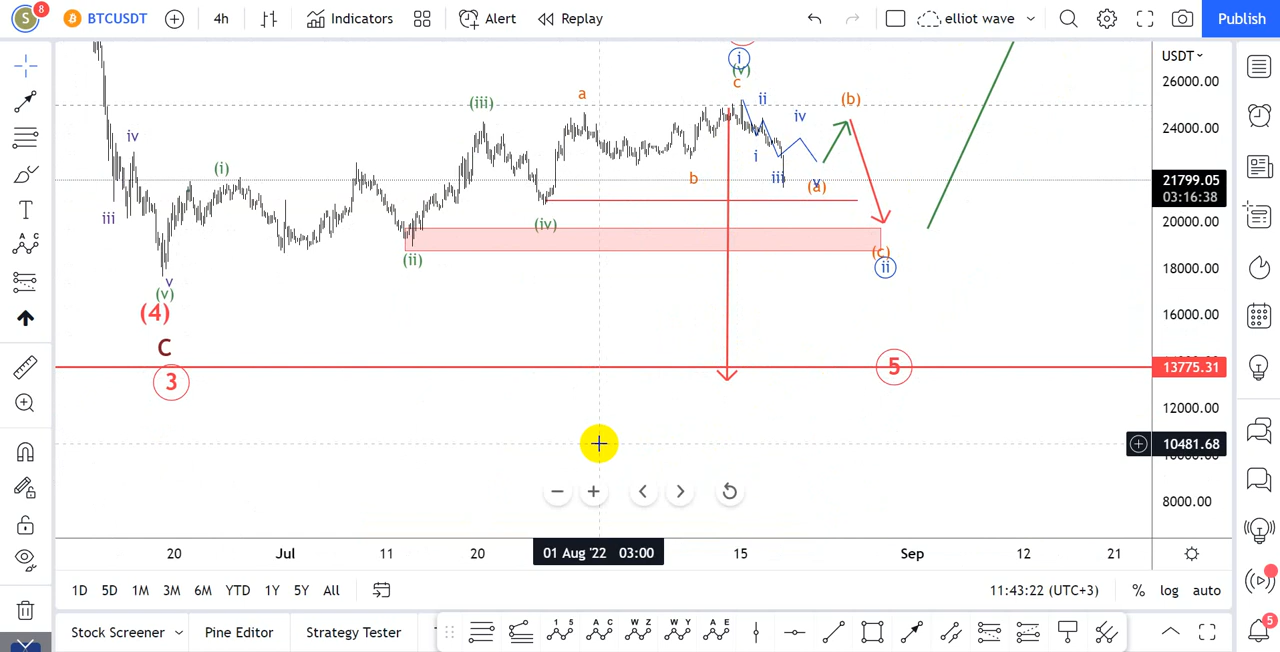 S 8 BTCUSDT 4h Indicators Alert Replay elliot wave Publish
USDT
26000.00
24000.00
21799.05
03:16:38
20000.00
18000.00
16000.00
13775.31
12000.00
10481.68
8000.00
iv
iii
v
(v)
(4)
C
3
(i)
(ii)
(iii)
(iv)
a
b
c
(v)
i
ii
i
iv
iii
v
(a)
(b)
(c)
ii
5
20 Jul 11 20 01 Aug '22 03:00 15 Sep 12 21
1D 5D 1M 3M 6M YTD 1Y 5Y All 11:43:22 (UTC+3) % log auto
Stock Screener Pine Editor Strategy Tester
1 5 A C W Z W Y A E
A C
5